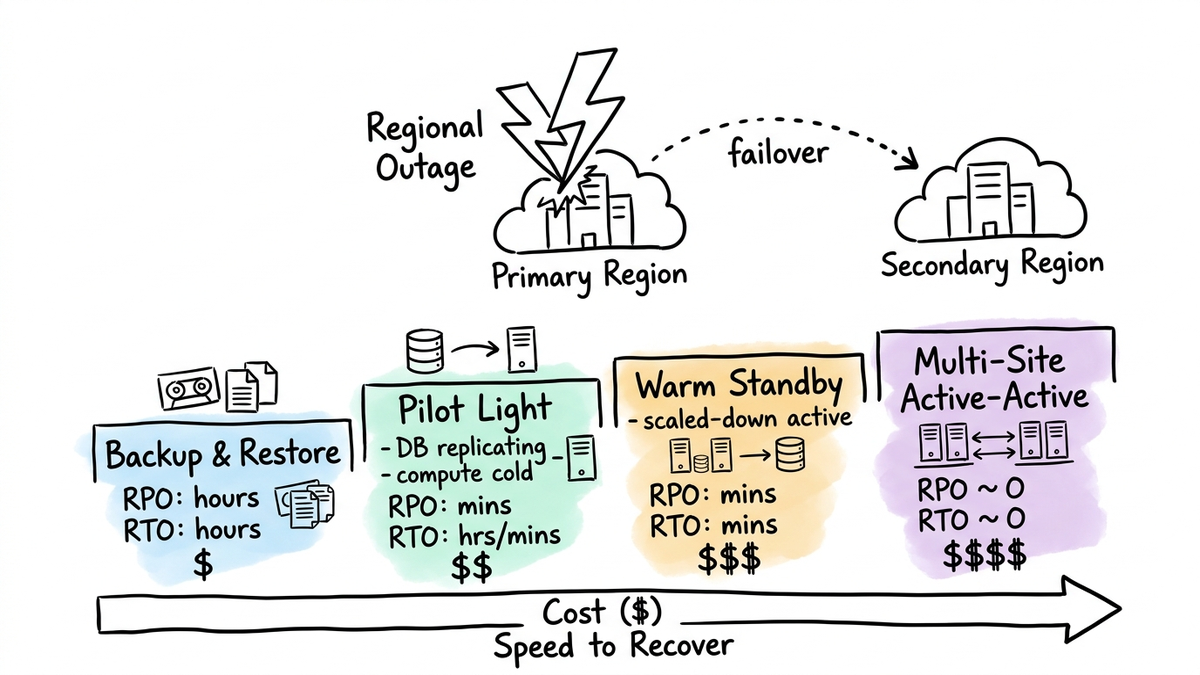 Regional
Outage
failover
Primary Region
Secondary Region
Backup & Restore
RPO: hours
RTO: hours
$
Pilot Light
- DB replicating -
- compute cold
RPO: mins
RTO: hrs/mins
$$
Warm Standby
- scaled-down active
RPO: mins
RTO: mins
$$$
Multi-Site
Active-Active
RPO ~ 0
RTO ~ 0
$$$$
Cost ($)
Speed to Recover